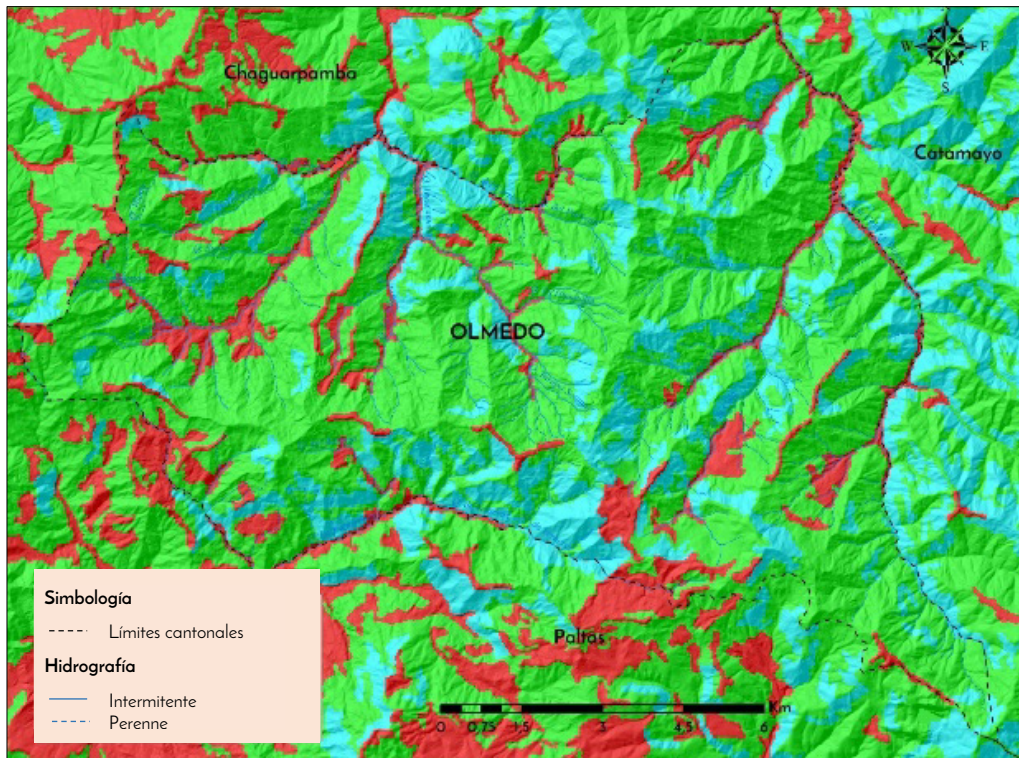 Chaguarpamba
W E
S
Catamayo
OLMEDO
Simbología
Límites cantonales
Hidrografía
Intermitente
Perenne
Paltas
Km
0 0,75 1,5 3 4,5 6